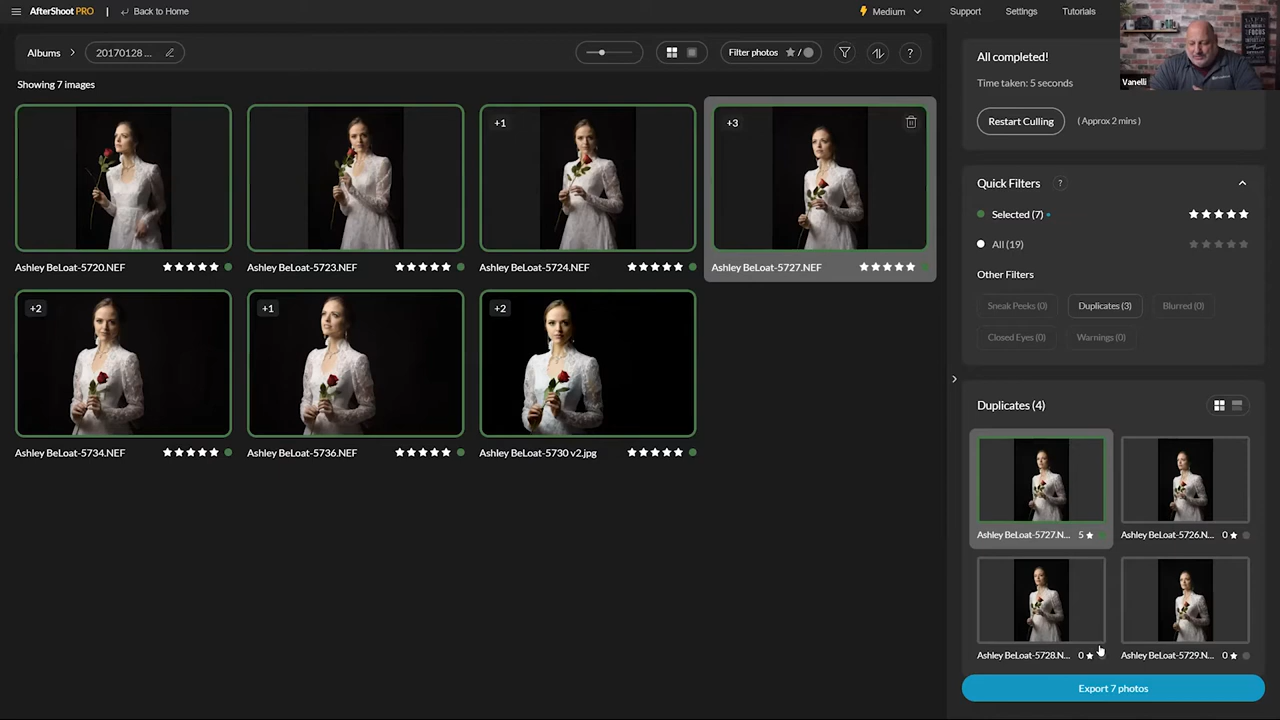 AfterShoot PRO | Back to Home Medium Support Settings Tutorials
Albums 20170128 ... Filter photos / ?
Showing 7 images
+1
+3
Ashley BeLoat-5720.NEF
Ashley BeLoat-5723.NEF
Ashley BeLoat-5724.NEF
Ashley BeLoat-5727.NEF
+2
+1
+2
Ashley BeLoat-5734.NEF
Ashley BeLoat-5736.NEF
Ashley BeLoat-5730 v2.jpg
Vanelli
All completed!
Time taken: 5 seconds
Restart Culling ( Approx 2 mins )
Quick Filters ?
Selected (7)
All (19)
Other Filters
Sneak Peeks (0) Duplicates (3) Blurred (0)
Closed Eyes (0) Warnings (0)
Duplicates (4)
Ashley BeLoat-5727.N... 5
Ashley BeLoat-5726.N... 0
Ashley BeLoat-5728.N... 0
Ashley BeLoat-5729.N... 0
Export 7 photos